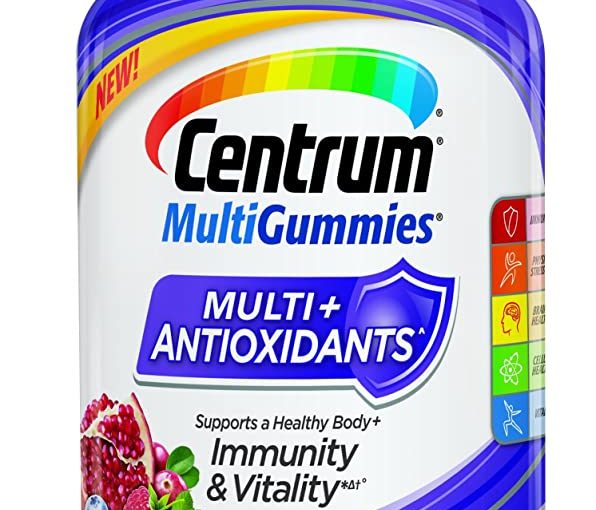 NEW!
Centrum®
MultiGummies®
MULTI +
ANTIOXIDANTS^
Supports a Healthy Body+
Immunity
& Vitality*Δ†°